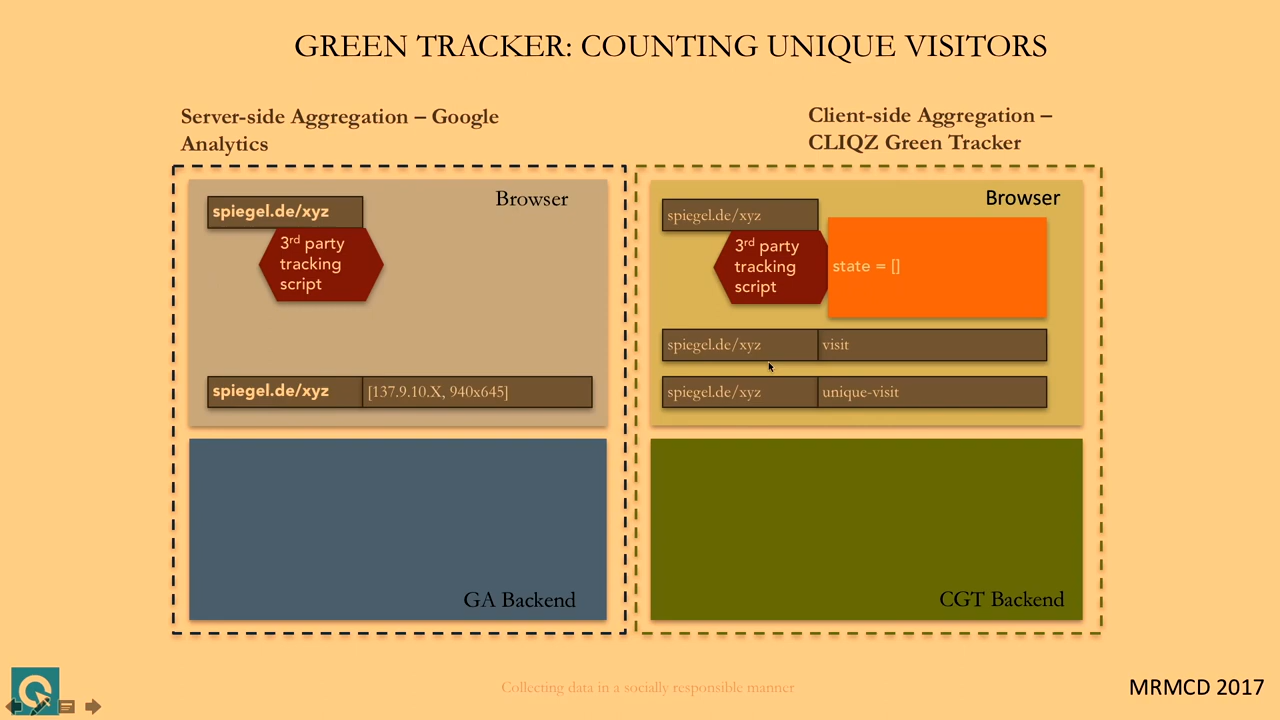 GREEN TRACKER: COUNTING UNIQUE VISITORS
Server-side Aggregation – Google
Analytics
Browser
spiegel.de/xyz
3rd party
tracking
script
spiegel.de/xyz
[137.9.10.X, 940x645]
GA Backend
Client-side Aggregation –
CLIQZ Green Tracker
Browser
spiegel.de/xyz
3rd party
tracking
script
state = []
spiegel.de/xyz
visit
spiegel.de/xyz
unique-visit
CGT Backend
Collecting data in a socially responsible manner
MRMCD 2017